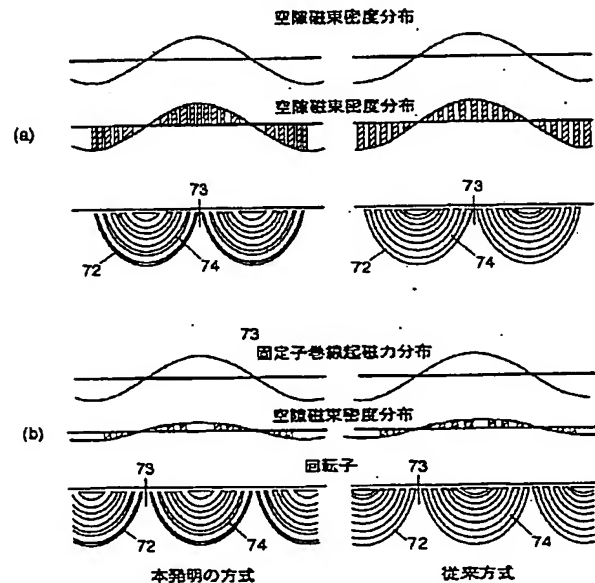 空隙磁束密度分布
空隙磁束密度分布
(a)
73
73
72
74
72
74
73
固定子巻線起磁力分布
空隙磁束密度分布
(b)
回転子
73
73
72
74
72
74
本発明の方式
従来方式